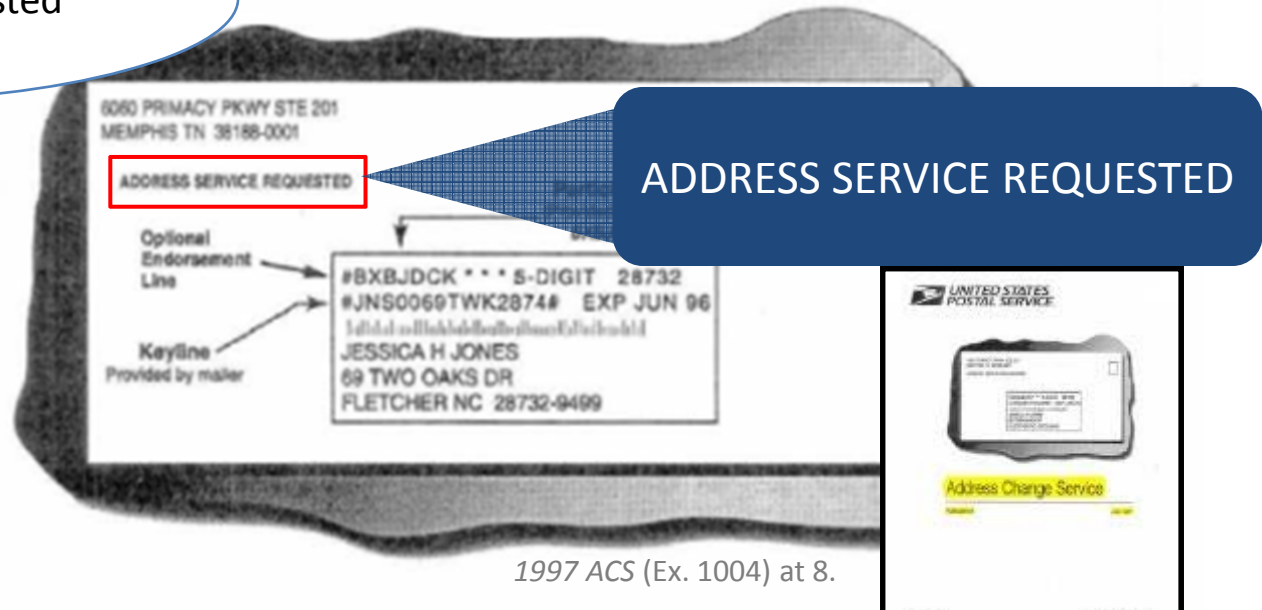 6060 PRIMACY PKWY STE 201
MEMPHIS TN 38188-0001
ADDRESS SERVICE REQUESTED
ADDRESS SERVICE REQUESTED
Optional
Endorsement
Line
#BXBJDCK * * * 5-DIGIT 28732
#JNS0069TWK2874# EXP JUN 96
Keyline
Provided by mailer
JESSICA H JONES
69 TWO OAKS DR
FLETCHER NC 28732-9499
UNITED STATES
POSTAL SERVICE
Address Change Service
1997 ACS (Ex. 1004) at 8.